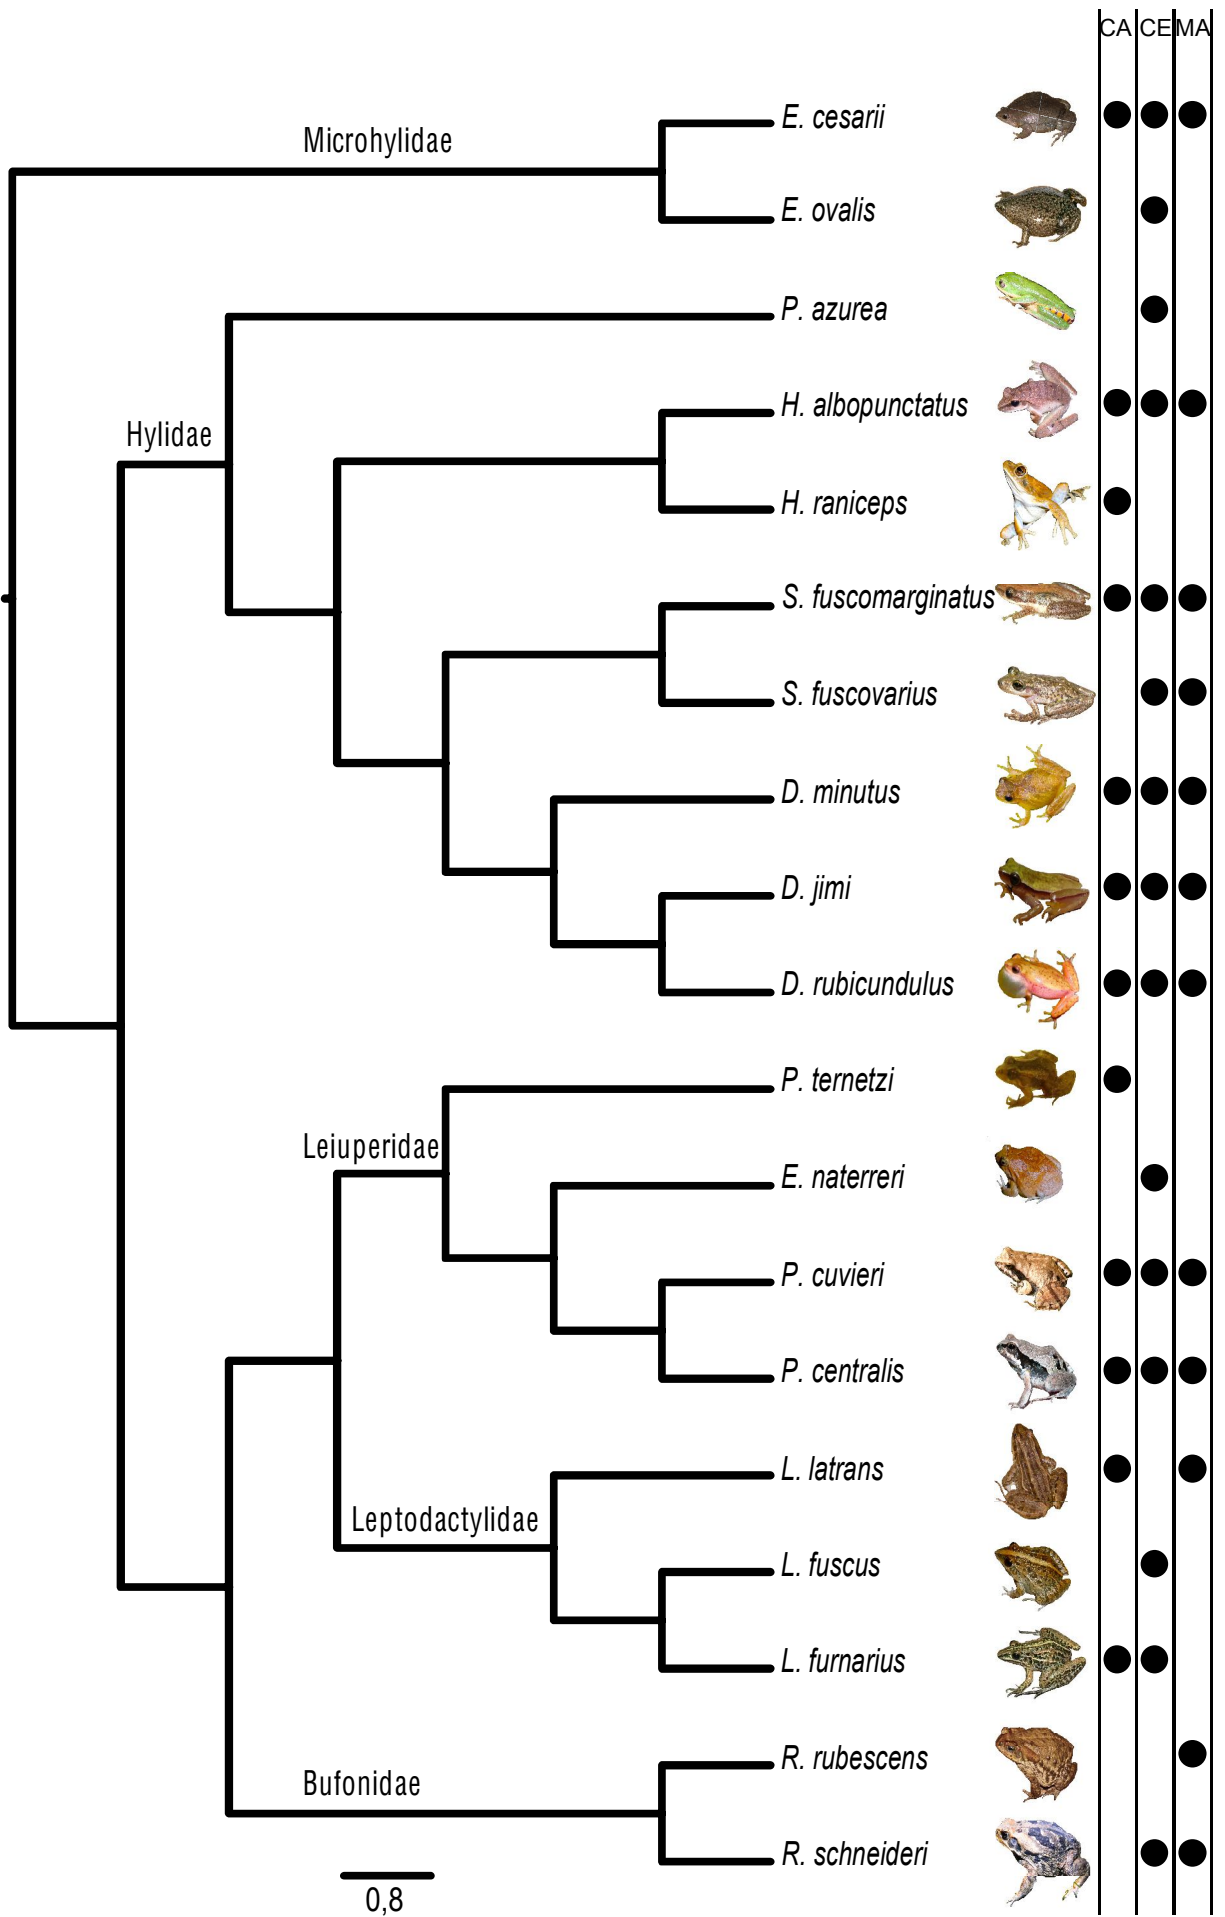 CA CE MA
E. cesarii
Microhylidae
E. ovalis
P. azurea
H. albopunctatus
Hylidae
H. raniceps
S. fuscomarginatus
S. fuscovarius
D. minutus
D. jimi
D. rubicundulus
P. ternetzi
Leiuperidae
E. naterreri
P. cuvieri
P. centralis
L. latrans
Leptodactylidae
L. fuscus
L. furnarius
R. rubescens
Bufonidae
R. schneideri
0,8